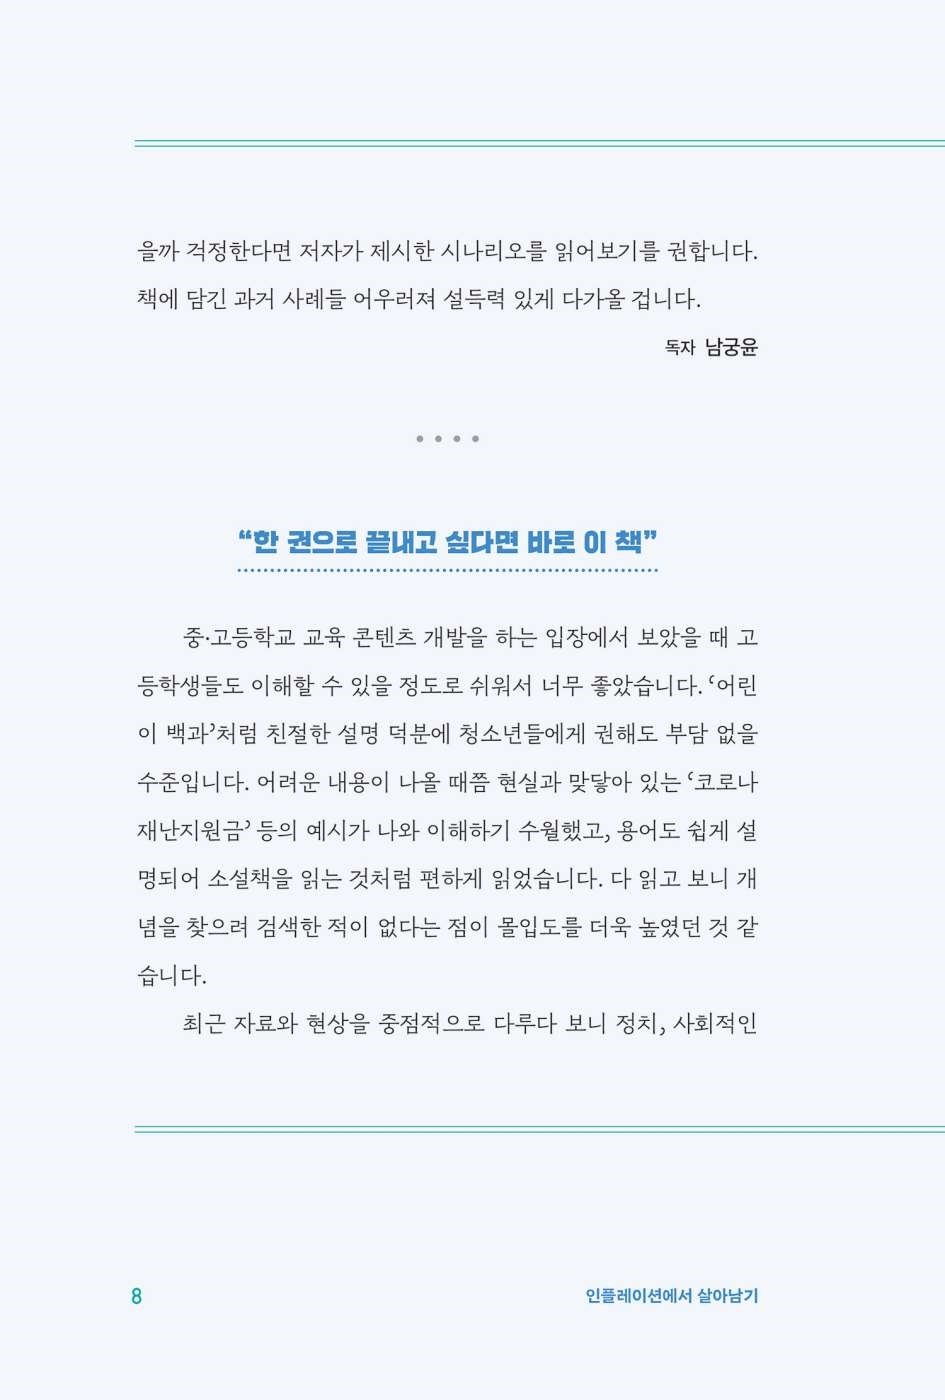 을까 걱정한다면 저자가 제시한 시나리오를 읽어보기를 권합니다.
책에 담긴 과거 사례들 어우러져 설득력 있게 다가올 겁니다.
독자 남궁윤
“한 권으로 끝내고 싶다면 바로 이 책”
중·고등학교 교육 콘텐츠 개발을 하는 입장에서 보았을 때 고
등학생들도 이해할 수 있을 정도로 쉬워서 너무 좋았습니다. ‘어린
이 백과’처럼 친절한 설명 덕분에 청소년들에게 권해도 부담 없을
수준입니다. 어려운 내용이 나올 때쯤 현실과 맞닿아 있는 ‘코로나
재난지원금’ 등의 예시가 나와 이해하기 수월했고, 용어도 쉽게 설
명되어 소설책을 읽는 것처럼 편하게 읽었습니다. 다 읽고 보니 개
념을 찾으려 검색한 적이 없다는 점이 몰입도를 더욱 높였던 것 같
습니다.
최근 자료와 현상을 중점적으로 다루다 보니 정치, 사회적인
8
인플레이션에서 살아남기